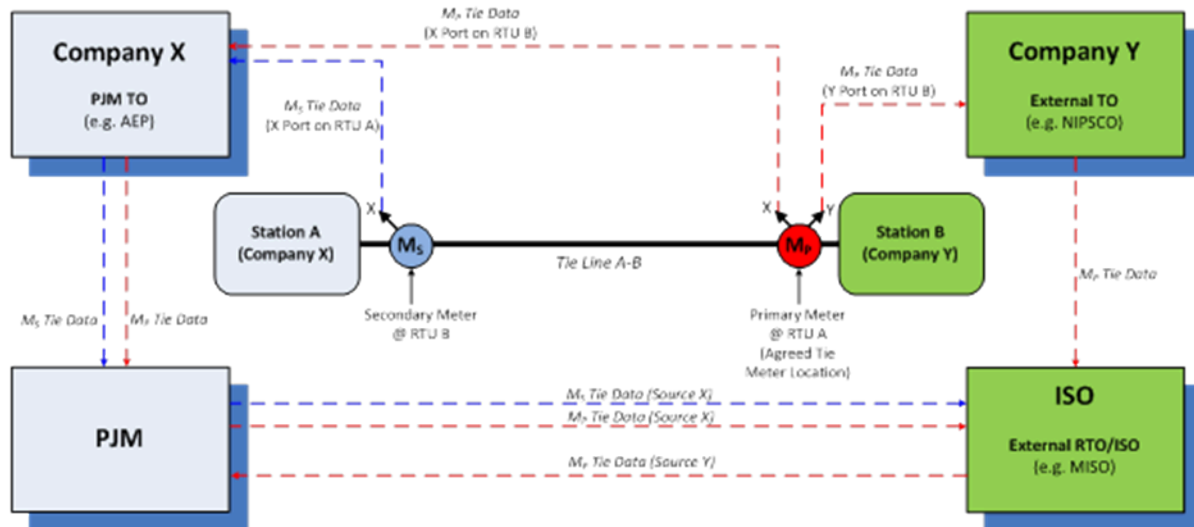 Company X
PJM TO
(e.g. AEP)
Mₚ Tie Data
(X Port on RTU B)
Mₛ Tie Data
(X Port on RTU A)
Mₚ Tie Data
(Y Port on RTU B)
Company Y
External TO
(e.g. NIPSCO)
Station A
(Company X)
X
Mₛ
Tie Line A-B
X
Y
Mₚ
Station B
(Company Y)
Secondary Meter
@ RTU B
Primary Meter
@ RTU A
(Agreed Tie
Meter Location)
Mₛ Tie Data
Mₚ Tie Data
Mₚ Tie Data
PJM
Mₛ Tie Data (Source X)
Mₚ Tie Data (Source X)
Mₚ Tie Data (Source Y)
ISO
External RTO/ISO
(e.g. MISO)